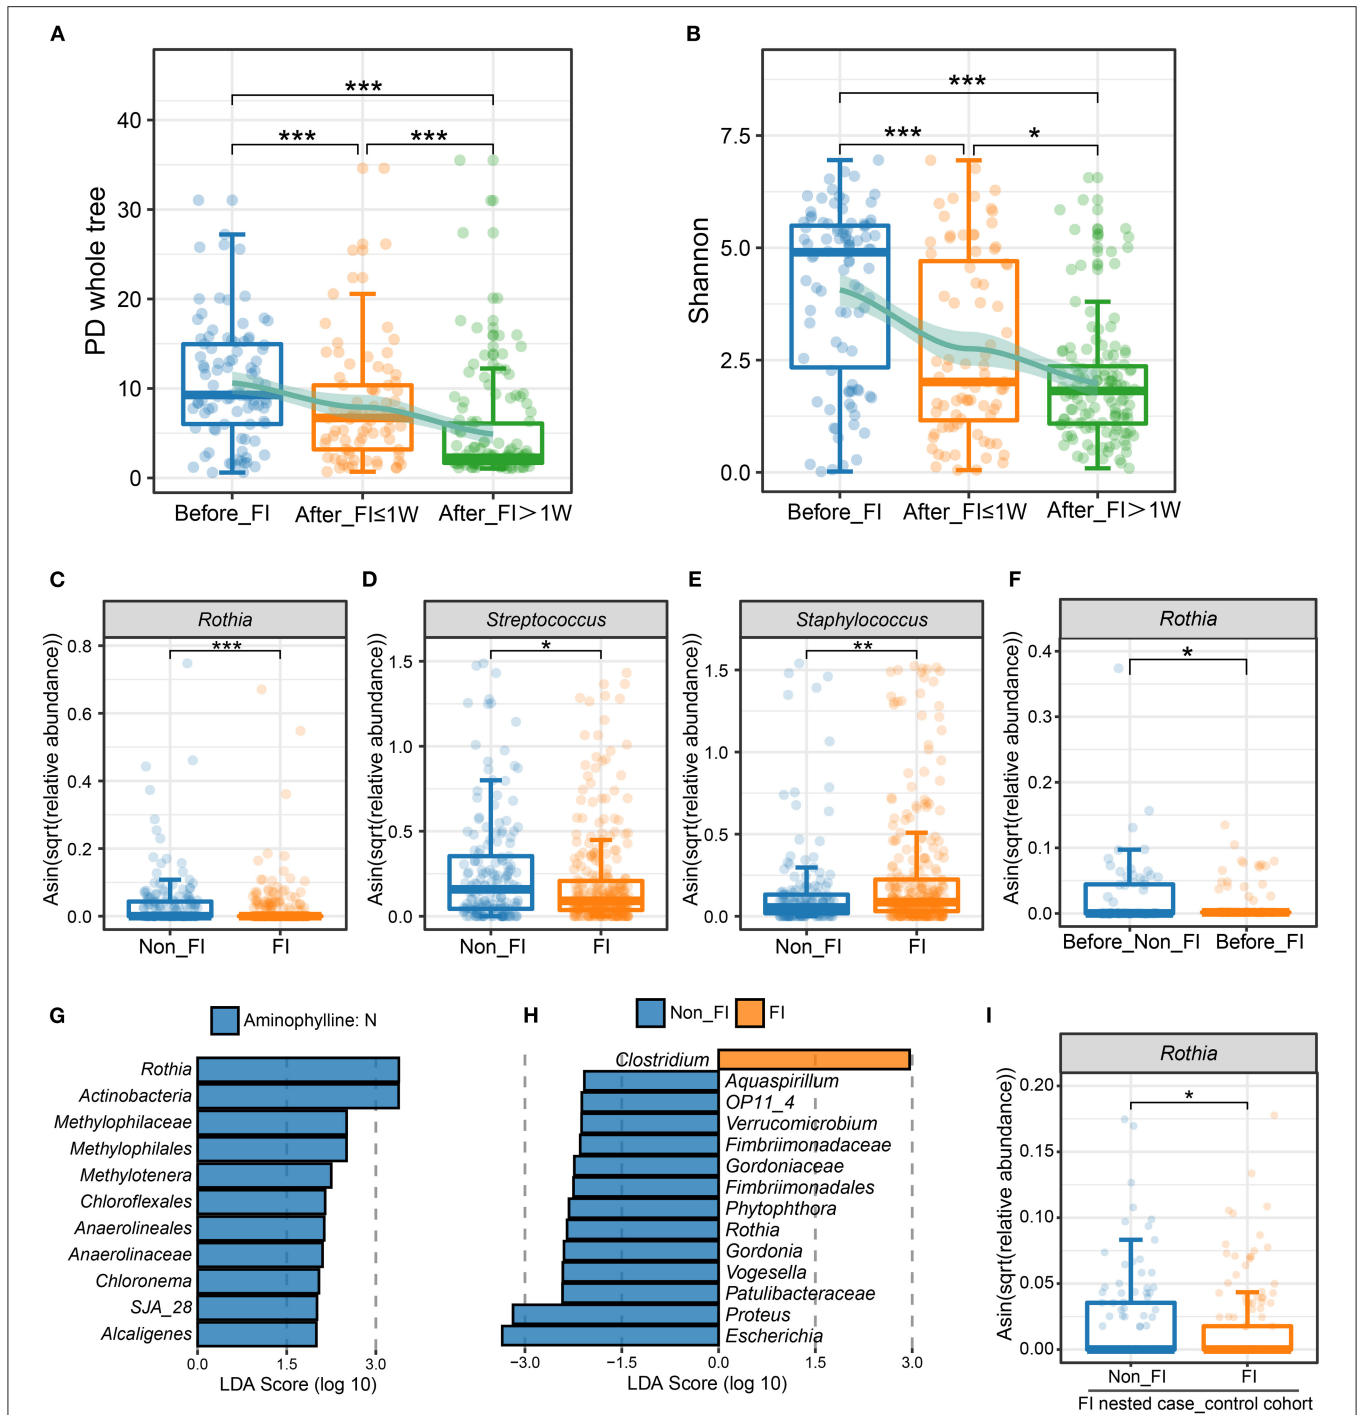 A
B
***
***
***
***
***
*
PD whole tree
40
30
20
10
0
Before_FI
After_FI≤1W
After_FI>1W
Shannon
7.5
5.0
2.5
0.0
Before_FI
After_FI≤1W
After_FI>1W
C
D
E
F
Rothia
***
Asin(sqrt(relative abundance))
0.8
0.6
0.4
0.2
0.0
Non_FI
FI
Streptococcus
*
Asin(sqrt(relative abundance))
1.5
1.0
0.5
0.0
Non_FI
FI
Staphylococcus
**
Asin(sqrt(relative abundance))
1.5
1.0
0.5
0.0
Non_FI
FI
Rothia
*
Asin(sqrt(relative abundance))
0.4
0.3
0.2
0.1
0.0
Before_Non_FI
Before_FI
G
Aminophylline: N
Rothia
Actinobacteria
Methylophilaceae
Methylophilales
Methylotenera
Chloroflexales
Anaerolineales
Anaerolinaceae
Chloronema
SJA_28
Alcaligenes
0.0
1.5
3.0
LDA Score (log 10)
H
Non_FI
FI
Clostridium
Aquaspirillum
OP11_4
Verrucomicrobium
Fimbriimonadaceae
Gordoniaceae
Fimbriimonadales
Phytophthora
Rothia
Gordonia
Vogesella
Patulibacteraceae
Proteus
Escherichia
−3.0
−1.5
0.0
1.5
3.0
LDA Score (log 10)
I
Rothia
*
Asin(sqrt(relative abundance))
0.20
0.15
0.10
0.05
0.00
Non_FI
FI
FI nested case_control cohort